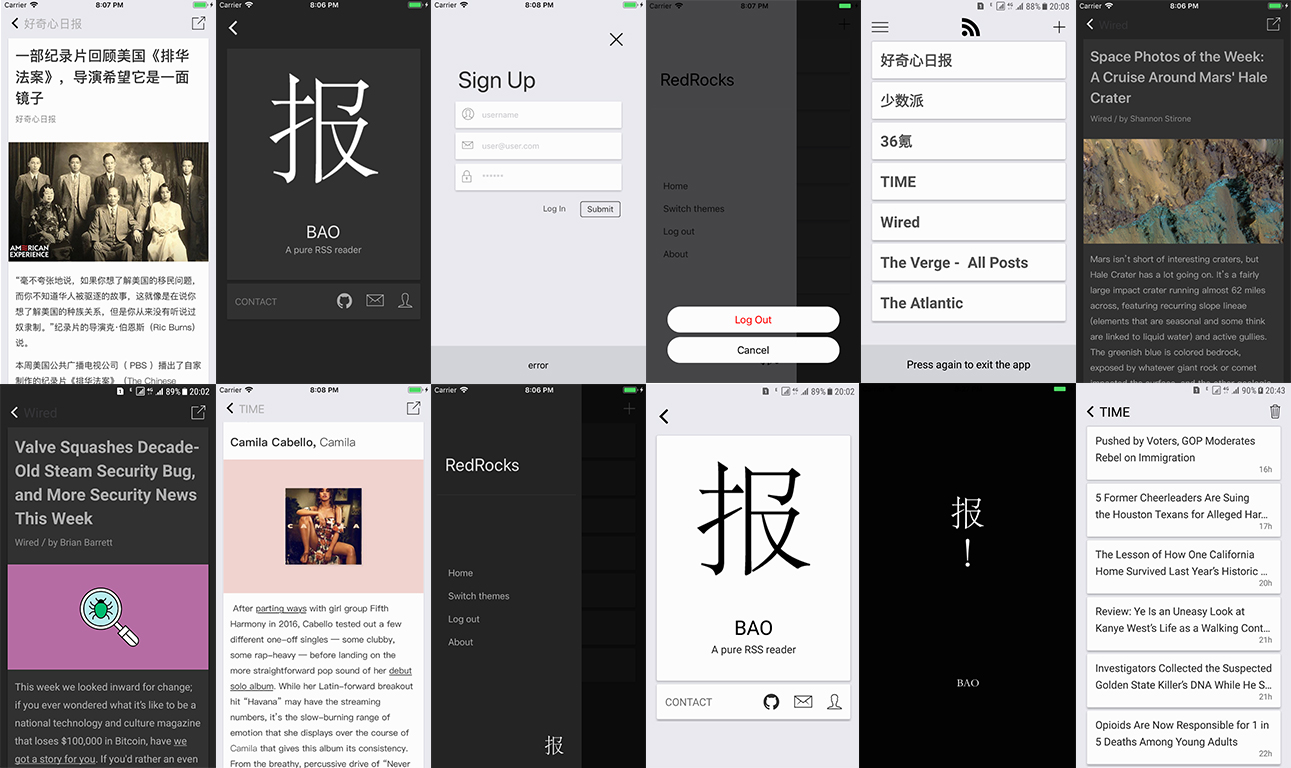 Carrier 8:07 PM
好奇心日报
一部纪录片回顾美国《排华
法案》，导演希望它是一面
镜子
好奇心日报
AMERICAN
EXPERIENCE
“毫不夸张地说，如果你想了解美国的移民问题，
而你不知道华人被驱逐的故事，这就像是在说你
想了解美国的种族关系，但是你从来没有听说过
奴隶制。”纪录片的导演克·伯恩斯（Ric Burns）
说。
本周美国公共广播电视公司（ PBS ）播出了自家
制作的纪录片《排华法案》（The Chinese
Carrier 8:06 PM
报
BAO
A pure RSS reader
CONTACT
Carrier 8:08 PM
Sign Up
username
user@user.com
******
Log In Submit
error
Carrier 8:07 PM
RedRocks
Home
Switch themes
Log out
About
Log Out
Cancel
88% 20:08
好奇心日报
少数派
36氪
TIME
Wired
The Verge - All Posts
The Atlantic
Press again to exit the app
Carrier 8:06 PM
Wired
Space Photos of the Week:
A Cruise Around Mars' Hale
Crater
Wired / by Shannon Stirone
Mars isn't short of interesting craters, but
Hale Crater has a lot going on. It's a fairly
large impact crater running almost 62 miles
across, featuring recurring slope lineae
(elements that are seasonal and some think
are linked to liquid water) and active gullies.
The greenish blue is colored bedrock,
exposed by whatever giant rock or comet
impacted the surface, and the other geologic
89% 20:02
Wired
Valve Squashes Decade-
Old Steam Security Bug,
and More Security News
This Week
Wired / by Brian Barrett
This week we looked inward for change;
if you ever wondered what it's like to be a
national technology and culture magazine
that loses $100,000 in Bitcoin, have we
got a story for you. If you'd rather an even
Carrier 8:08 PM
TIME
Camila Cabello, Camila
CAMILA
After parting ways with girl group Fifth
Harmony in 2016, Cabello tested out a few
different one-off singles — some clubby,
some rap-heavy — before landing on the
more straightforward pop sound of her debut
solo album. While her Latin-forward breakout
hit “Havana” may have the streaming
numbers, it's the slow-burning range of
emotion that she displays over the course of
Camila that gives this album its consistency.
From the breathy, percussive drive of “Never
Carrier 8:06 PM
RedRocks
Home
Switch themes
Log out
About
报
89% 20:02
报
BAO
A pure RSS reader
CONTACT
报
！
BAO
90% 20:43
TIME
Pushed by Voters, GOP Moderates
Rebel on Immigration
16h
5 Former Cheerleaders Are Suing
the Houston Texans for Alleged Har...
17h
The Lesson of How One California
Home Survived Last Year's Historic ...
20h
Review: Ye Is an Uneasy Look at
Kanye West's Life as a Walking Cont...
21h
Investigators Collected the Suspected
Golden State Killer's DNA While He S...
21h
Opioids Are Now Responsible for 1 in
5 Deaths Among Young Adults
22h